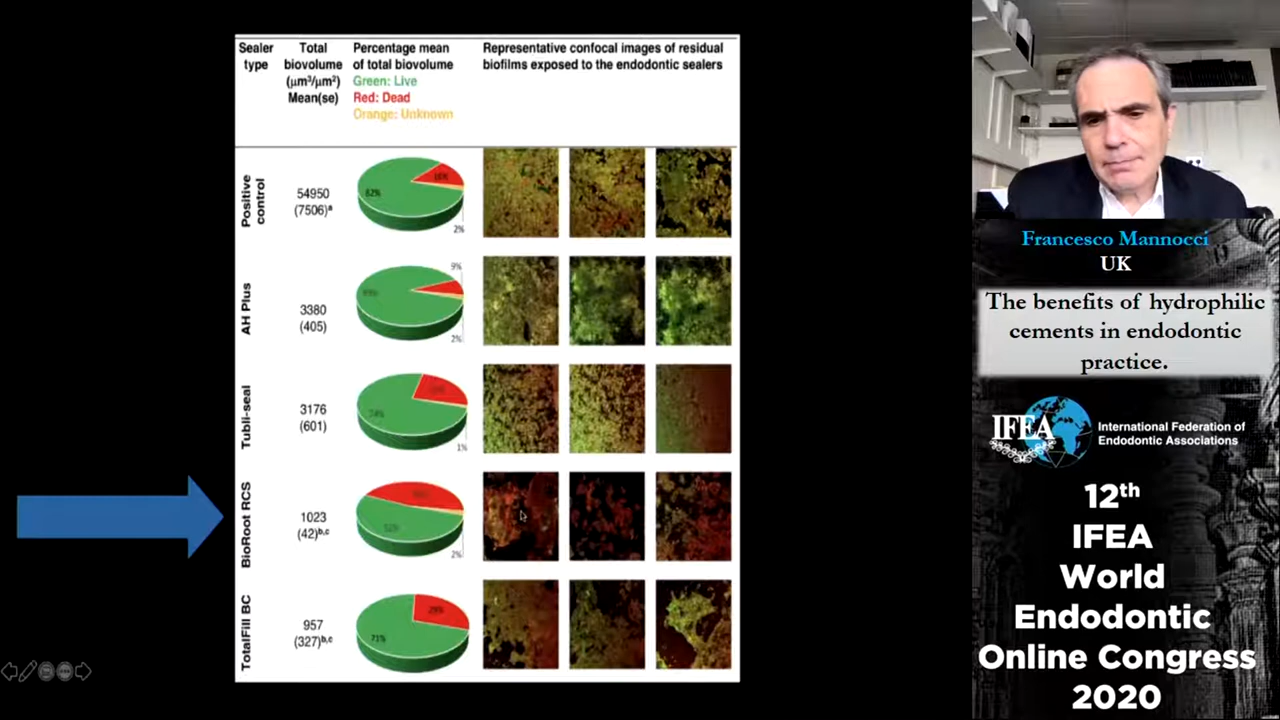 Sealer type
Total biovolume (μm³/μm²) Mean(se)
Percentage mean of total biovolume
Green: Live
Red: Dead
Orange: Unknown
Representative confocal images of residual biofilms exposed to the endodontic sealers
Positive control
54950
(7506)ᵃ
82%
16%
2%
AH Plus
3380
(405)
89%
9%
2%
Tubli-seal
3176
(601)
74%
1%
BioRoot RCS
1023
(42)ᵇ,ᶜ
52%
2%
TotalFill BC
957
(327)ᵇ,ᶜ
71%
29%
Francesco Mannocci
UK
The benefits of hydrophilic
cements in endodontic
practice.
IFEA
International Federation of
Endodontic Associations
12th
IFEA
World
Endodontic
Online Congress
2020